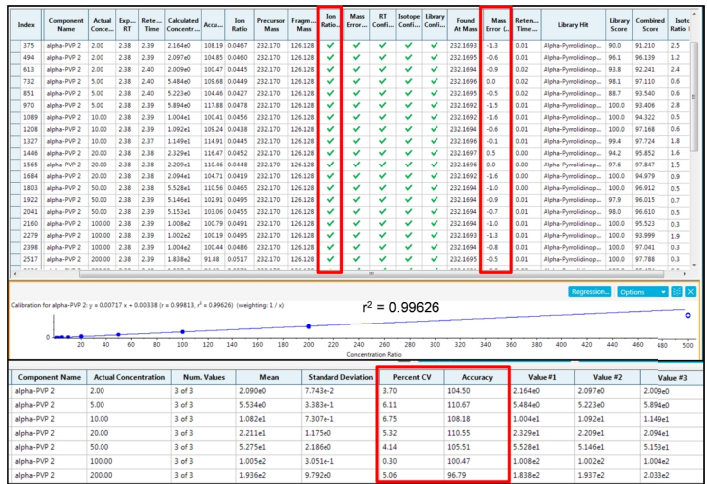 Index Component Name Actual Conce... Exp... RT Rete... Time Calculated Concentr... Accu... Ion Ratio Precursor Mass Fragm... Mass Ion Ratio... Mass Error... RT Confi... Isotope Confi... Library Confi... Found At Mass Mass Error (... Reten... Time... Library Hit Library Score Combined Score Isoto Ratio
375 alpha-PVP 2 2.00 2.38 2.39 2.164e0 108.19 0.0467 232.170 126.128 ✓ ✓ ✓ ✓ ✓ 232.1693 -1.3 0.01 Alpha-Pyrrolidinop... 90.0 91.210 2.5
494 alpha-PVP 2 2.00 2.38 2.39 2.097e0 104.85 0.0460 232.170 126.128 ✓ ✓ ✓ ✓ ✓ 232.1695 -0.6 0.01 Alpha-Pyrrolidinop... 96.1 96.139 1.2
613 alpha-PVP 2 2.00 2.38 2.40 2.009e0 100.47 0.0445 232.170 126.128 ✓ ✓ ✓ ✓ ✓ 232.1694 -0.9 0.02 Alpha-Pyrrolidinop... 93.8 92.241 2.4
732 alpha-PVP 2 5.00 2.38 2.40 5.484e0 109.68 0.0449 232.170 126.128 ✓ ✓ ✓ ✓ ✓ 232.1696 0.0 0.02 Alpha-Pyrrolidinop... 98.1 97.110 0.6
851 alpha-PVP 2 5.00 2.38 2.40 5.223e0 104.46 0.0427 232.170 126.128 ✓ ✓ ✓ ✓ ✓ 232.1695 -0.5 0.02 Alpha-Pyrrolidinop... 88.7 93.540 0.6
970 alpha-PVP 2 5.00 2.38 2.39 5.894e0 117.88 0.0478 232.170 126.128 ✓ ✓ ✓ ✓ ✓ 232.1692 -1.5 0.01 Alpha-Pyrrolidinop... 100.0 93.406 2.8
1089 alpha-PVP 2 10.00 2.38 2.39 1.004e1 100.41 0.0456 232.170 126.128 ✓ ✓ ✓ ✓ ✓ 232.1692 -1.6 0.01 Alpha-Pyrrolidinop... 100.0 94.322 0.5
1208 alpha-PVP 2 10.00 2.38 2.39 1.092e1 109.24 0.0438 232.170 126.128 ✓ ✓ ✓ ✓ ✓ 232.1694 -0.6 0.01 Alpha-Pyrrolidinop... 100.0 97.168 0.6
1327 alpha-PVP 2 10.00 2.38 2.37 1.149e1 114.91 0.0445 232.170 126.128 ✓ ✓ ✓ ✓ ✓ 232.1696 -0.1 0.01 Alpha-Pyrrolidinop... 99.4 97.724 1.8
1446 alpha-PVP 2 20.00 2.38 2.38 2.329e1 116.47 0.0452 232.170 126.128 ✓ ✓ ✓ ✓ ✓ 232.1697 0.5 0.00 Alpha-Pyrrolidinop... 94.2 95.852 1.6
1565 alpha-PVP 2 20.00 2.38 2.38 0.0448 232.170 126.128 ✓ ✓ ✓ ✓ ✓ 232.1696 0.0 0.00 Alpha-Pyrrolidinop... 97.6 97.847 1.5
1684 alpha-PVP 2 20.00 2.38 2.38 2.094e1 104.71 0.0419 232.170 126.128 ✓ ✓ ✓ ✓ ✓ 232.1692 -1.6 0.00 Alpha-Pyrrolidinop... 100.0 94.979 0.9
1803 alpha-PVP 2 50.00 2.38 2.39 5.528e1 110.56 0.0465 232.170 126.128 ✓ ✓ ✓ ✓ ✓ 232.1694 -1.0 0.00 Alpha-Pyrrolidinop... 100.0 96.912 0.5
1922 alpha-PVP 2 50.00 2.38 2.39 5.146e1 102.91 0.0495 232.170 126.128 ✓ ✓ ✓ ✓ ✓ 232.1694 -0.9 0.01 Alpha-Pyrrolidinop... 97.9 96.015 0.7
2041 alpha-PVP 2 50.00 2.38 2.39 5.153e1 103.06 0.0455 232.170 126.128 ✓ ✓ ✓ ✓ ✓ 232.1694 -0.7 0.01 Alpha-Pyrrolidinop... 98.0 96.610 0.5
2160 alpha-PVP 2 100.00 2.38 2.39 1.008e2 100.79 0.0491 232.170 126.128 ✓ ✓ ✓ ✓ ✓ 232.1694 -1.0 0.01 Alpha-Pyrrolidinop... 100.0 95.523 0.3
2279 alpha-PVP 2 100.00 2.38 2.39 1.002e2 100.19 0.0495 232.170 126.128 ✓ ✓ ✓ ✓ ✓ 232.1693 -1.3 0.01 Alpha-Pyrrolidinop... 100.0 93.999 1.9
2398 alpha-PVP 2 100.00 2.38 2.39 1.004e2 100.44 0.0486 232.170 126.128 ✓ ✓ ✓ ✓ ✓ 232.1694 -0.8 0.01 Alpha-Pyrrolidinop... 100.0 97.041 0.3
2517 alpha-PVP 2 200.00 2.38 2.39 1.838e2 91.88 0.0517 232.170 126.128 ✓ ✓ ✓ ✓ ✓ 232.1695 -0.5 0.01 Alpha-Pyrrolidinop... 100.0 97.788 0.3
Regression... Options
Calibration for alpha-PVP 2: y = 0.00717 x + 0.00338 (r = 0.99813, r² = 0.99626) (weighting: 1 / x)
r² = 0.99626
0
20 40 60 80 100 120 140 160 180 200 220 240 260 280 300 320 340 360 380 400 420 440 460 480 500
Concentration Ratio
Component Name Actual Concentration Num. Values Mean Standard Deviation Percent CV Accuracy Value #1 Value #2 Value #3
alpha-PVP 2 2.00 3 of 3 2.090e0 7.743e-2 3.70 104.50 2.164e0 2.097e0 2.009e0
alpha-PVP 2 5.00 3 of 3 5.534e0 3.383e-1 6.11 110.67 5.484e0 5.223e0 5.894e0
alpha-PVP 2 10.00 3 of 3 1.082e1 7.307e-1 6.75 108.18 1.004e1 1.092e1 1.149e1
alpha-PVP 2 20.00 3 of 3 2.211e1 1.175e0 5.32 110.55 2.329e1 2.209e1 2.094e1
alpha-PVP 2 50.00 3 of 3 5.275e1 2.186e0 4.14 105.51 5.528e1 5.146e1 5.153e1
alpha-PVP 2 100.00 3 of 3 1.005e2 3.051e-1 0.30 100.47 1.008e2 1.002e2 1.004e2
alpha-PVP 2 200.00 3 of 3 1.936e2 9.792e0 5.06 96.79 1.838e2 1.937e2 2.033e2